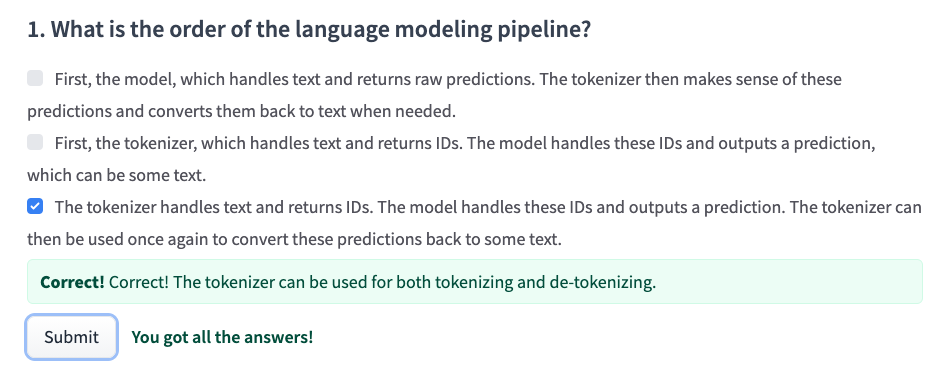 1. What is the order of the language modeling pipeline?
First, the model, which handles text and returns raw predictions. The tokenizer then makes sense of these
predictions and converts them back to text when needed.
First, the tokenizer, which handles text and returns IDs. The model handles these IDs and outputs a prediction,
which can be some text.
The tokenizer handles text and returns IDs. The model handles these IDs and outputs a prediction. The tokenizer can
then be used once again to convert these predictions back to some text.
Correct! Correct! The tokenizer can be used for both tokenizing and de-tokenizing.
Submit You got all the answers!